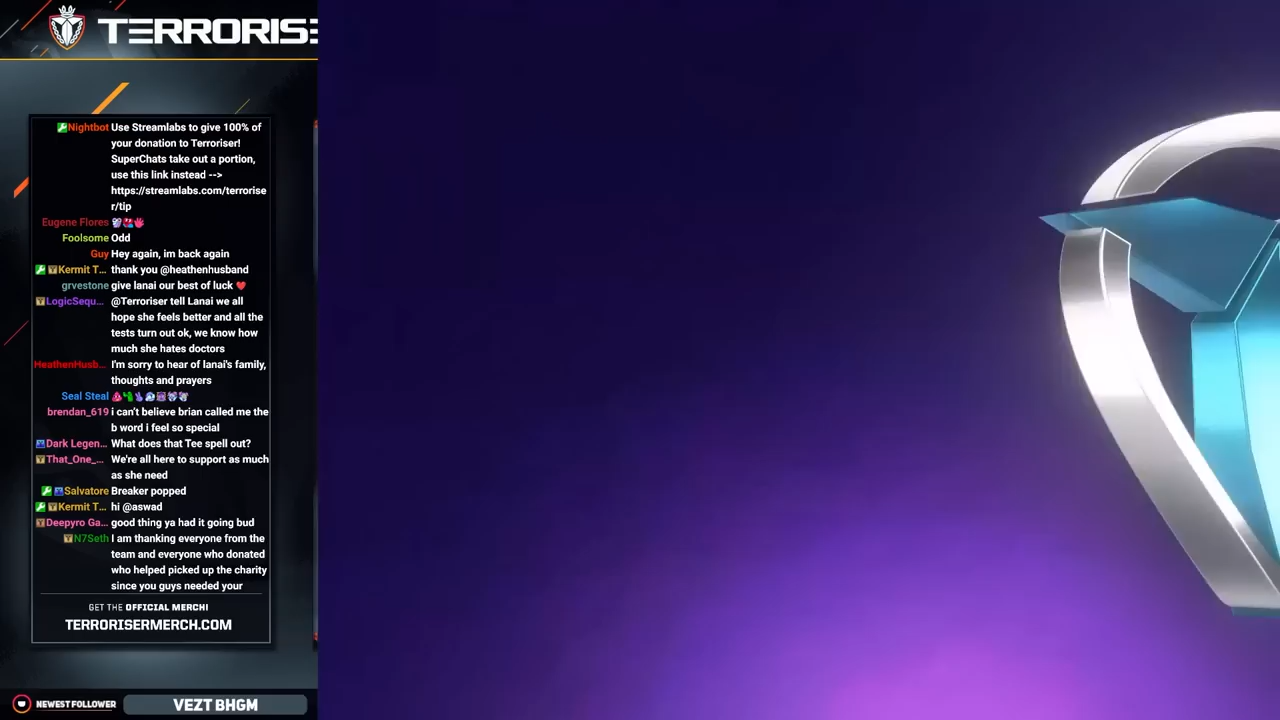 TERRORISE
Nightbot Use Streamlabs to give 100% of
your donation to Terroriser!
SuperChats take out a portion,
use this link instead -->
https://streamlabs.com/terrorise
r/tip
Eugene Flores
Foolsome Odd
Guy Hey again, im back again
Kermit T... thank you @heathenhusband
grvestone give lanai our best of luck ❤️
LogicSequ... @Terroriser tell Lanai we all
hope she feels better and all the
tests turn out ok, we know how
much she hates doctors
HeathenHusb... I'm sorry to hear of lanai's family,
thoughts and prayers
Seal Steal
brendan_619 i can't believe brian called me the
b word i feel so special
Dark Legen... What does that Tee spell out?
That_One_... We're all here to support as much
as she need
Salvatore Breaker popped
Kermit T... hi @aswad
Deepyro Ga... good thing ya had it going bud
N7Seth I am thanking everyone from the
team and everyone who donated
who helped picked up the charity
since you guys needed your
GET THE OFFICIAL MERCH!
TERRORISERMERCH.COM
NEWEST FOLLOWER VEZT BHGM